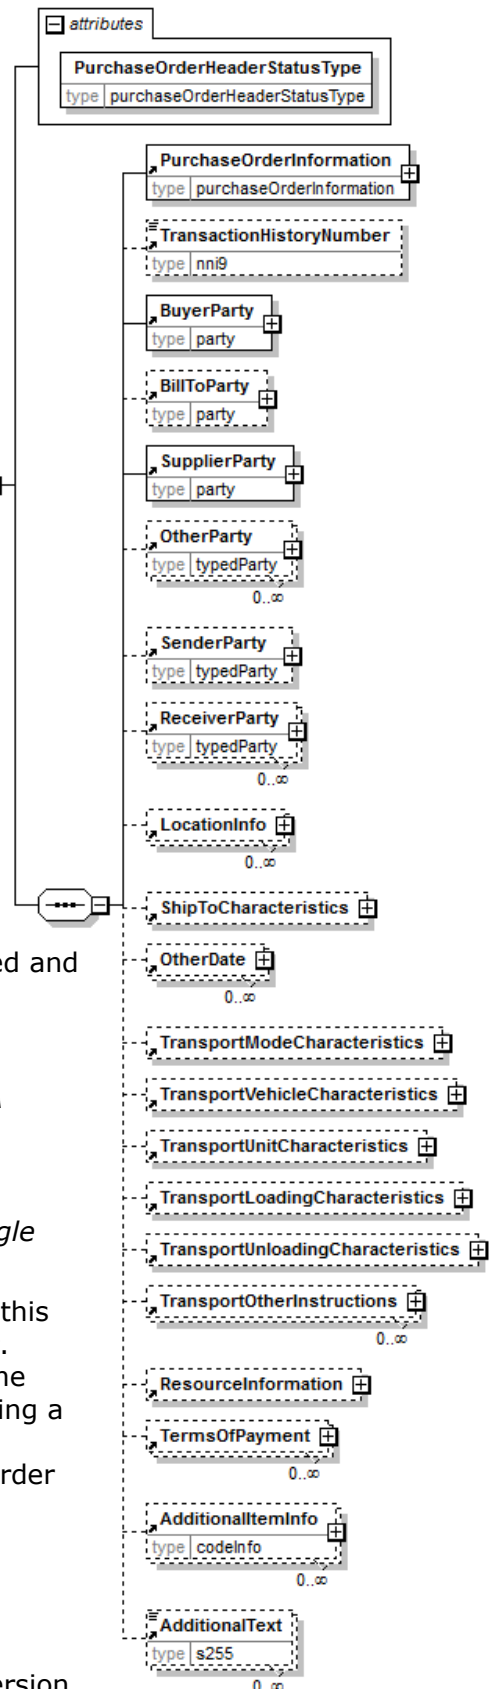 attributes
PurchaseOrderHeaderStatusType
type purchaseOrderHeaderStatusType
PurchaseOrderInformation
type purchaseOrderInformation
TransactionHistoryNumber
type nni9
BuyerParty
type party
BillToParty
type party
SupplierParty
type party
OtherParty
type typedParty
0..∞
SenderParty
type typedParty
ReceiverParty
type typedParty
0..∞
LocationInfo
0..∞
ShipToCharacteristics
ed and
OtherDate
0..∞
TransportModeCharacteristics
TransportVehicleCharacteristics
TransportUnitCharacteristics
TransportLoadingCharacteristics
gle
TransportUnloadingCharacteristics
TransportOtherInstructions
this
0..∞
.
ne
ResourceInformation
ing a
TermsOfPayment
rder
0..∞
AdditionalItemInfo
type codeInfo
0..∞
AdditionalText
type s255
ersion
0..∞